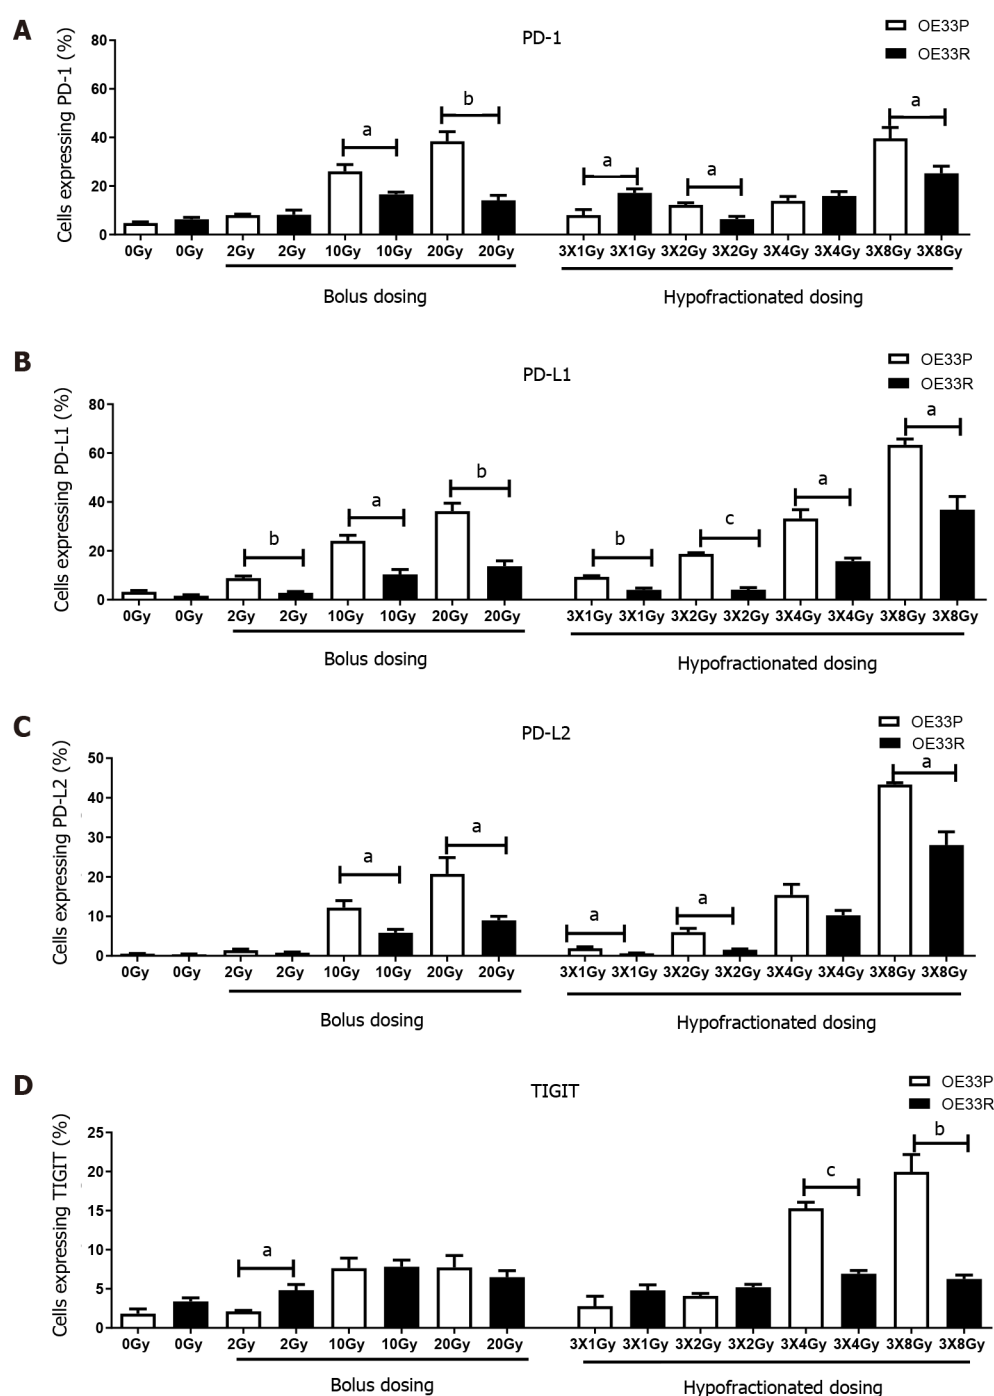 A
PD-1
OE33P
OE33R
Cells expressing PD-1 (%)
80
60
40
20
0
a
b
a
a
a
0Gy 0Gy 2Gy 2Gy 10Gy 10Gy 20Gy 20Gy 3X1Gy 3X1Gy 3X2Gy 3X2Gy 3X4Gy 3X4Gy 3X8Gy 3X8Gy
Bolus dosing
Hypofractionated dosing
B
PD-L1
OE33P
OE33R
Cells expressing PD-L1 (%)
80
60
40
20
0
b
a
b
b
c
a
a
0Gy 0Gy 2Gy 2Gy 10Gy 10Gy 20Gy 20Gy 3X1Gy 3X1Gy 3X2Gy 3X2Gy 3X4Gy 3X4Gy 3X8Gy 3X8Gy
Bolus dosing
Hypofractionated dosing
C
PD-L2
OE33P
OE33R
Cells expressing PD-L2 (%)
50
40
30
20
10
0
a
a
a
a
a
0Gy 0Gy 2Gy 2Gy 10Gy 10Gy 20Gy 20Gy 3X1Gy 3X1Gy 3X2Gy 3X2Gy 3X4Gy 3X4Gy 3X8Gy 3X8Gy
Bolus dosing
Hypofractionated dosing
D
TIGIT
OE33P
OE33R
Cells expressing TIGIT (%)
25
20
15
10
5
0
a
c
b
0Gy 0Gy 2Gy 2Gy 10Gy 10Gy 20Gy 20Gy 3X1Gy 3X1Gy 3X2Gy 3X2Gy 3X4Gy 3X4Gy 3X8Gy 3X8Gy
Bolus dosing
Hypofractionated dosing